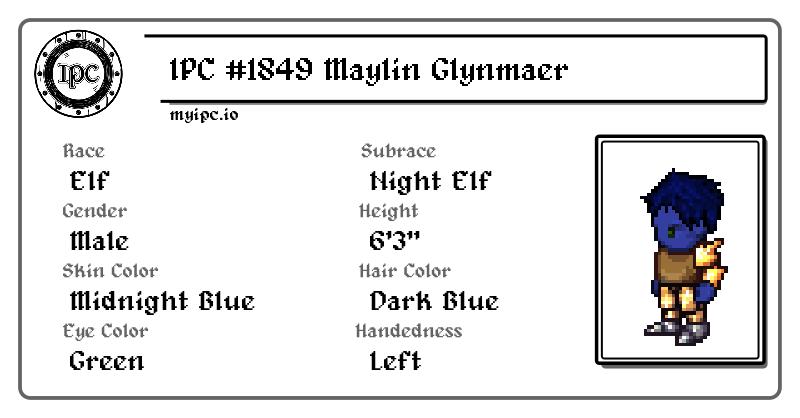 IPC
IPC #1849 Maylin Glynmaer
myipc.io
Race
Elf
Subrace
Night Elf
Gender
Male
Height
6'3"
Skin Color
Midnight Blue
Hair Color
Dark Blue
Eye Color
Green
Handedness
Left